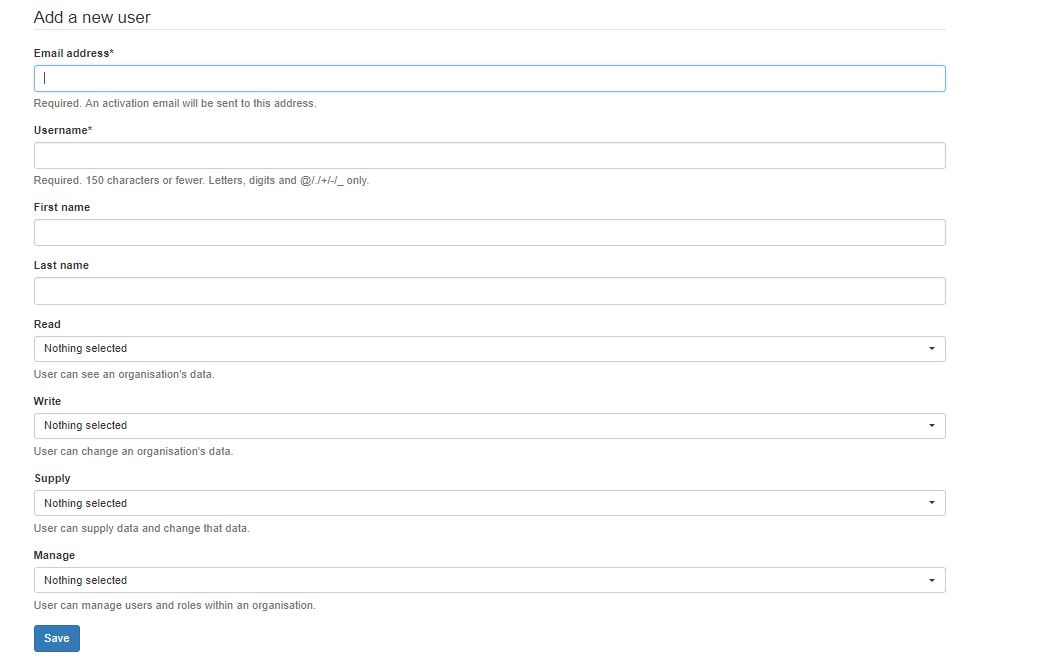 Add a new user
Email address*
Required. An activation email will be sent to this address.
Username*
Required. 150 characters or fewer. Letters, digits and @/./+/-/_ only.
First name
Last name
Read
Nothing selected
User can see an organisation's data.
Write
Nothing selected
User can change an organisation's data.
Supply
Nothing selected
User can supply data and change that data.
Manage
Nothing selected
User can manage users and roles within an organisation.
Save